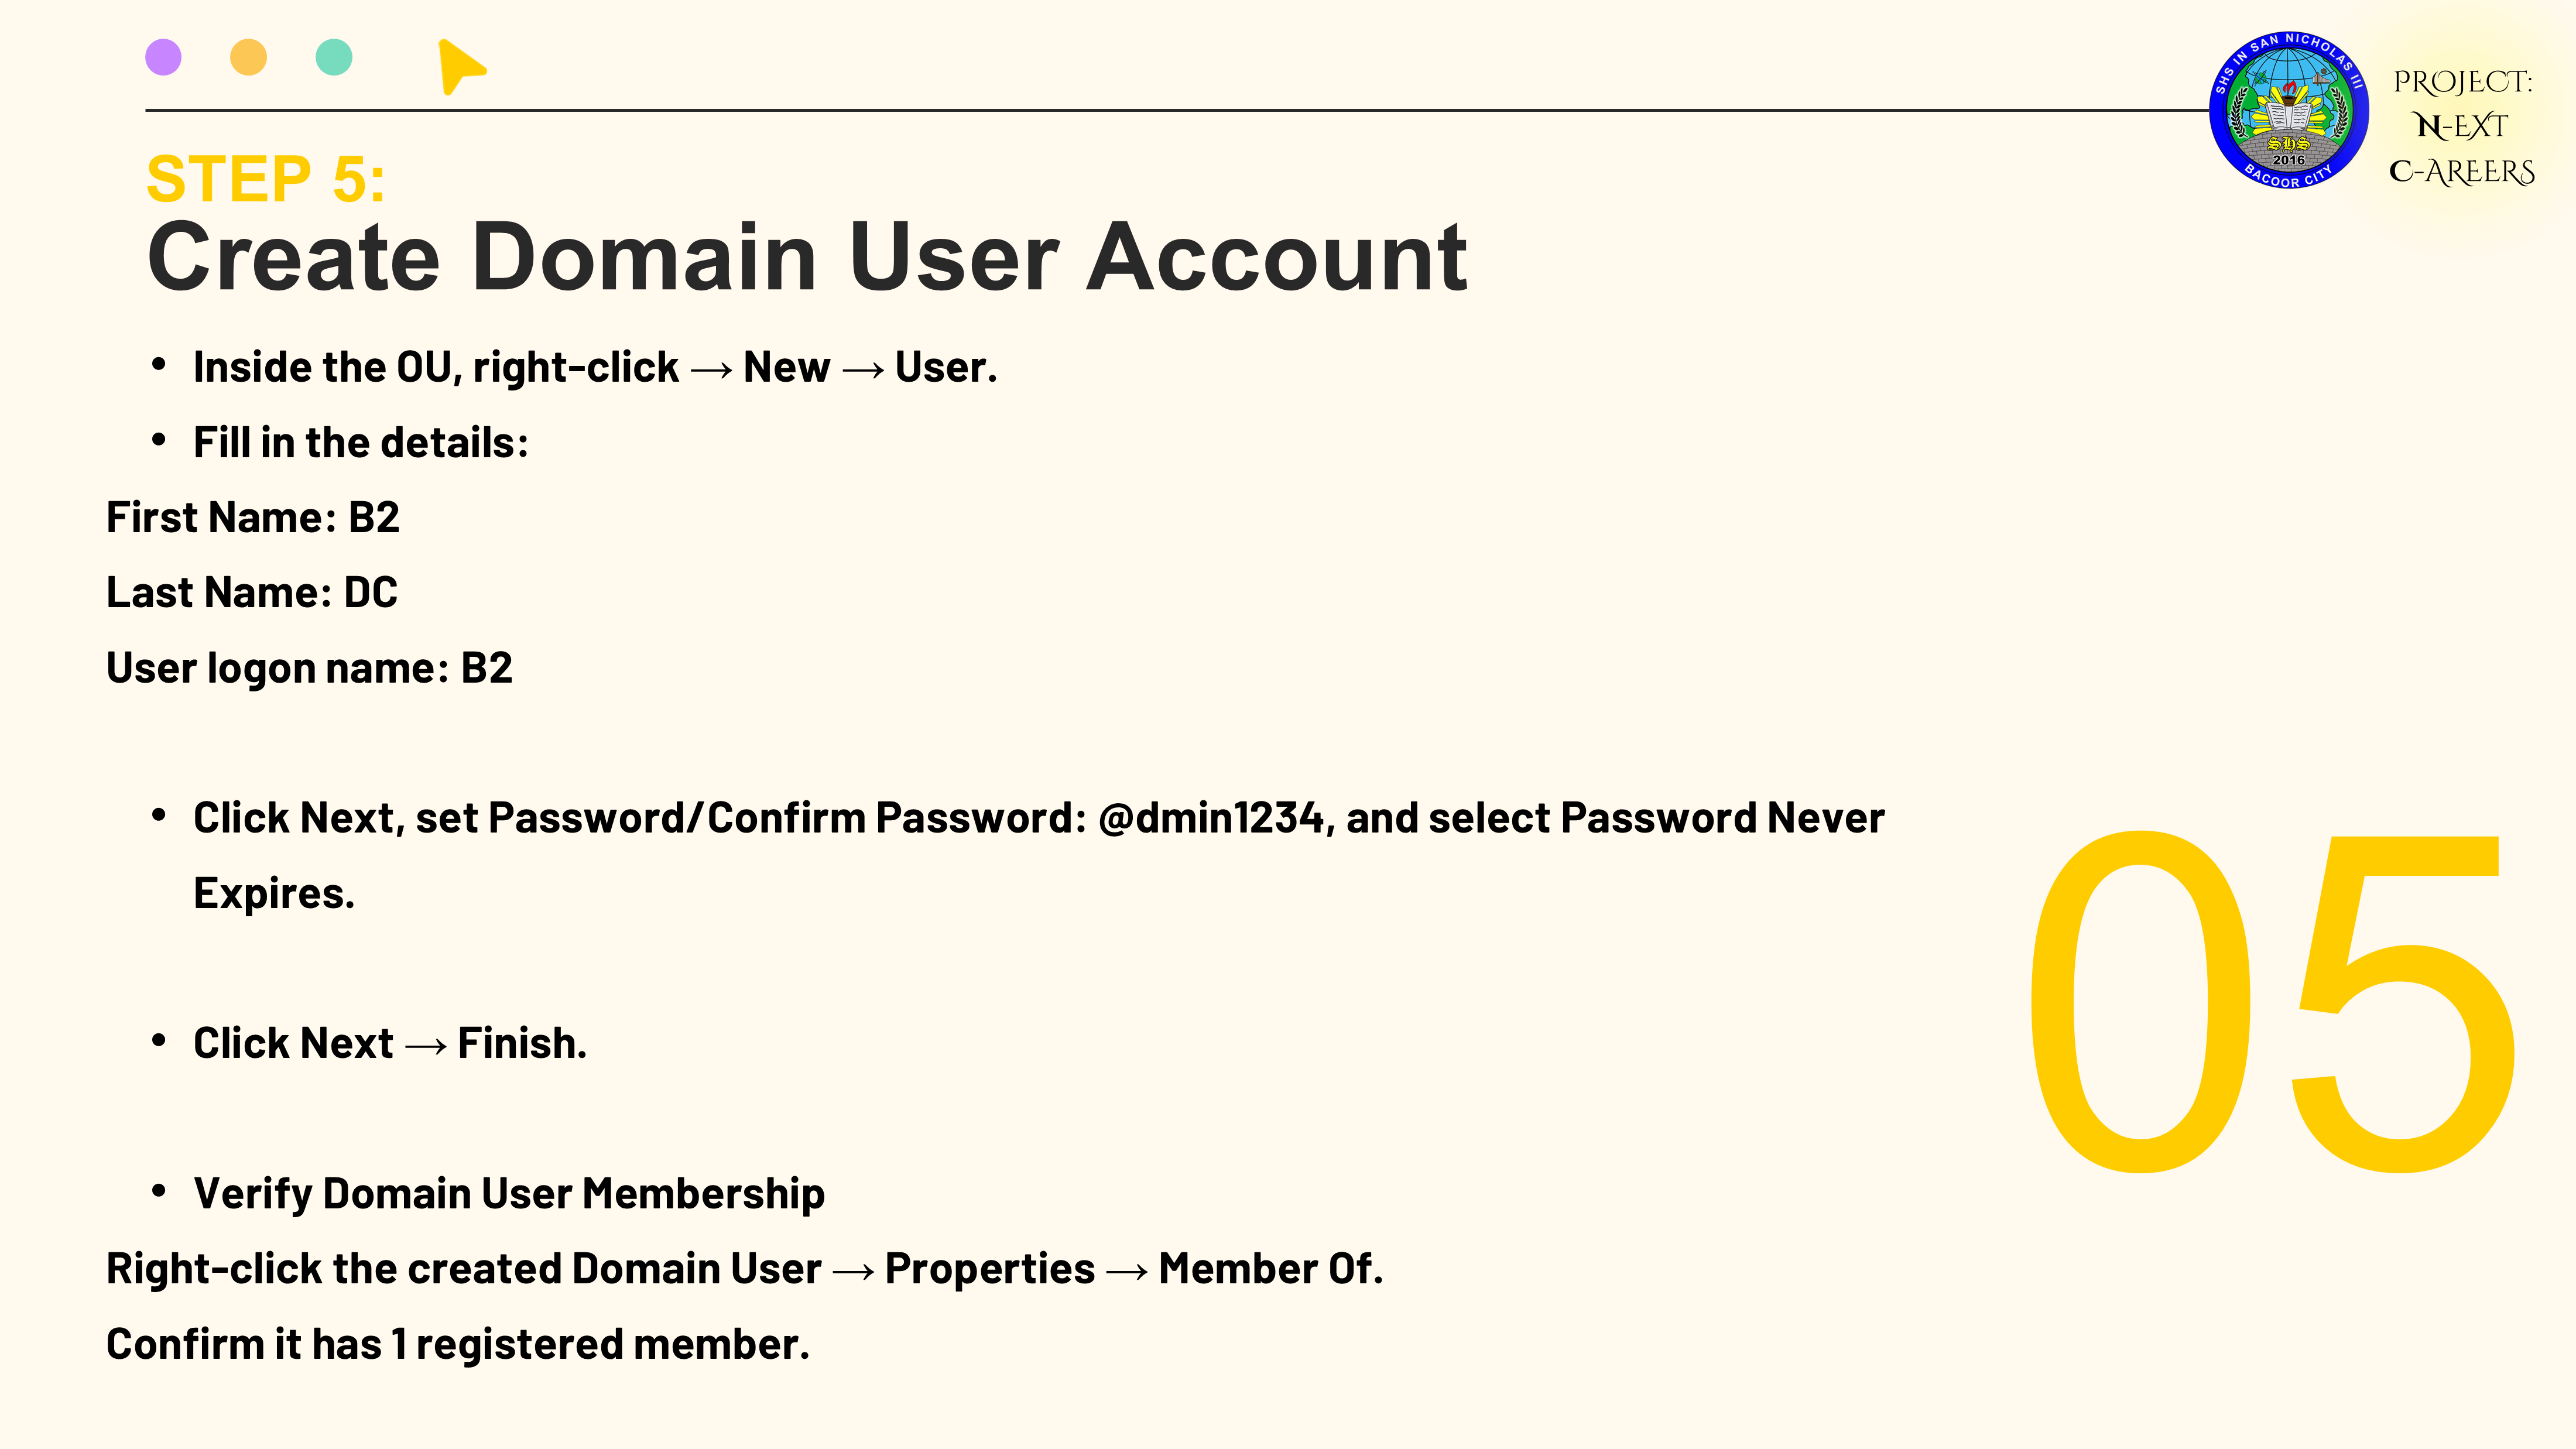 SHS IN SAN NICHOLAS III
SHS
2016
BACOOR CITY
PROJECT:
N-EXT
C-AREERS
STEP 5:
Create Domain User Account
• Inside the OU, right-click → New → User.
• Fill in the details:
First Name: B2
Last Name: DC
User logon name: B2
• Click Next, set Password/Confirm Password: @dmin1234, and select Password Never
Expires.
• Click Next → Finish.
• Verify Domain User Membership
Right-click the created Domain User → Properties → Member Of.
Confirm it has 1 registered member.
05